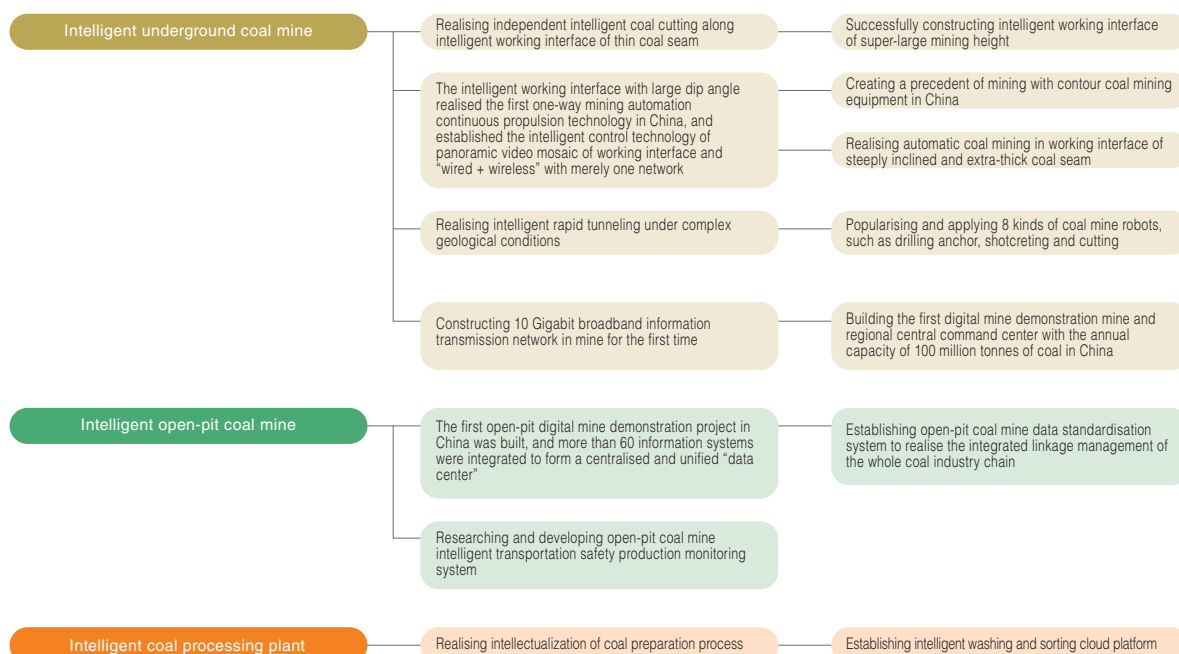 Intelligent underground coal mine
Realising independent intelligent coal cutting along
intelligent working interface of thin coal seam
Successfully constructing intelligent working interface
of super-large mining height
The intelligent working interface with large dip angle
realised the first one-way mining automation
continuous propulsion technology in China, and
established the intelligent control technology of
panoramic video mosaic of working interface and
“wired + wireless” with merely one network
Creating a precedent of mining with contour coal mining
equipment in China
Realising automatic coal mining in working interface of
steeply inclined and extra-thick coal seam
Realising intelligent rapid tunneling under complex
geological conditions
Popularising and applying 8 kinds of coal mine robots,
such as drilling anchor, shotcreting and cutting
Constructing 10 Gigabit broadband information
transmission network in mine for the first time
Building the first digital mine demonstration mine and
regional central command center with the annual
capacity of 100 million tonnes of coal in China
Intelligent open-pit coal mine
The first open-pit digital mine demonstration project in
China was built, and more than 60 information systems
were integrated to form a centralised and unified “data
center”
Establishing open-pit coal mine data standardisation
system to realise the integrated linkage management of
the whole coal industry chain
Researching and developing open-pit coal mine
intelligent transportation safety production monitoring
system
Intelligent coal processing plant
Realising intellectualization of coal preparation process
Establishing intelligent washing and sorting cloud platform